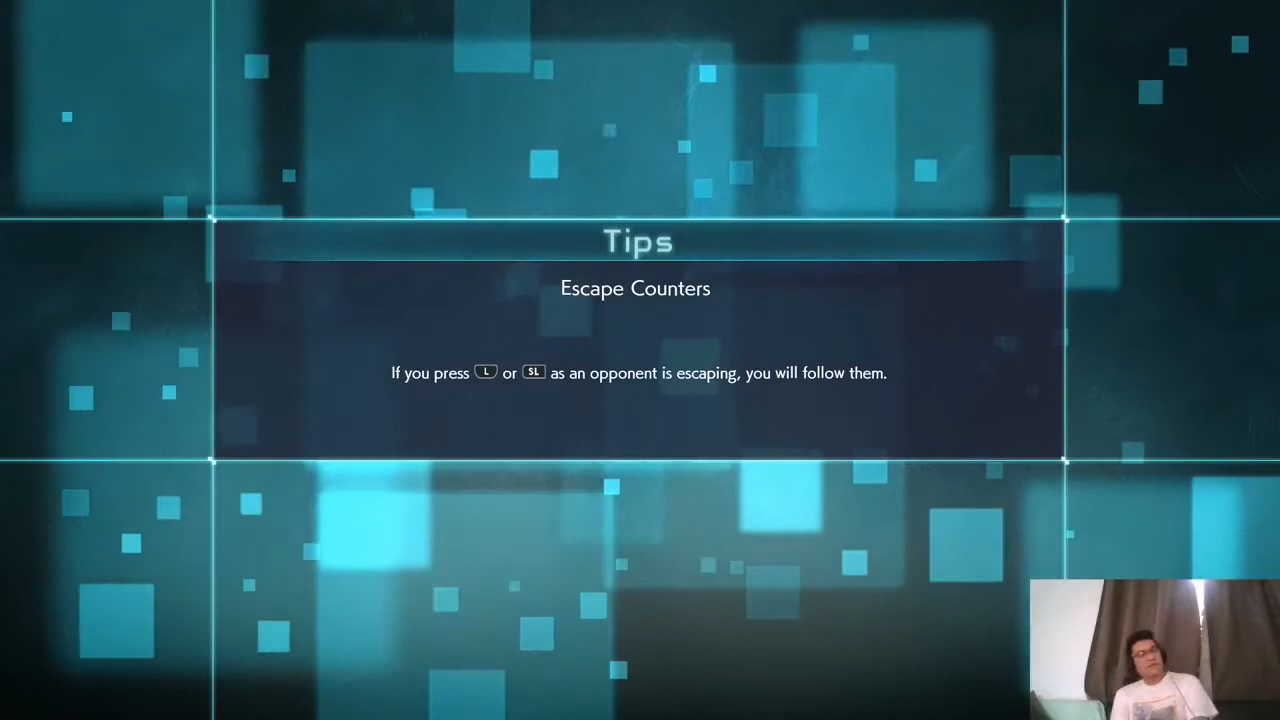 Tips
Escape Counters
If you press L or SL as an opponent is escaping, you will follow them.